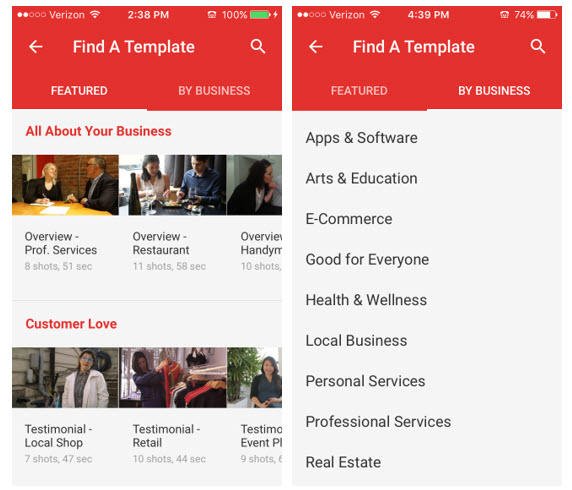 Verizon 2:38 PM 100%
Find A Template
FEATURED BY BUSINESS
All About Your Business
Overview - Overview
Prof. Services Restaurant Handym
8 shots, 51 sec 11 shots, 58 sec 10 shots,
Customer Love
Testimonial - Testimonial - Testimo
Local Shop Retail Event Pl
7 shots, 47 sec 10 shots, 44 sec 9 shots, 6
Verizon 4:39 PM 74%
Find A Template
FEATURED BY BUSINESS
Apps & Software
Arts & Education
E-Commerce
Good for Everyone
Health & Wellness
Local Business
Personal Services
Professional Services
Real Estate